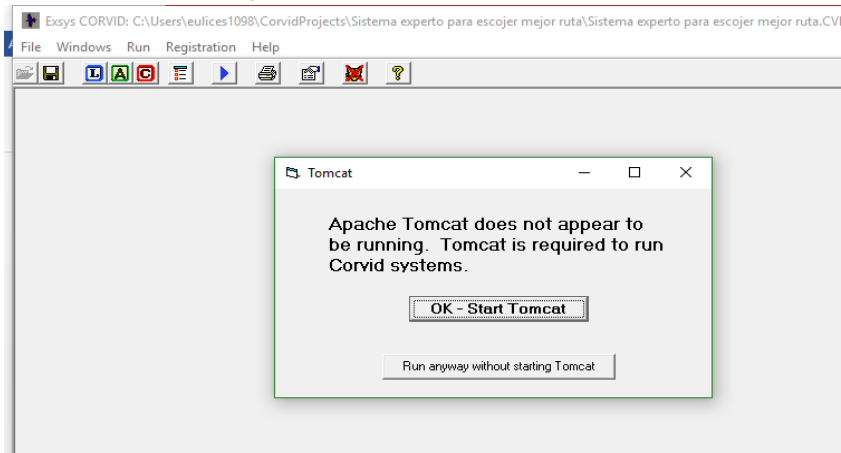 Exsys CORVID: C:\Users\eulices1098\CorvidProjects\Sistema experto para escojer mejor ruta\Sistema experto para escojer mejor ruta.CV
File Windows Run Registration Help
L A C ?
Tomcat
Apache Tomcat does not appear to
be running. Tomcat is required to run
Corvid systems.
OK - Start Tomcat
Run anyway without starting Tomcat